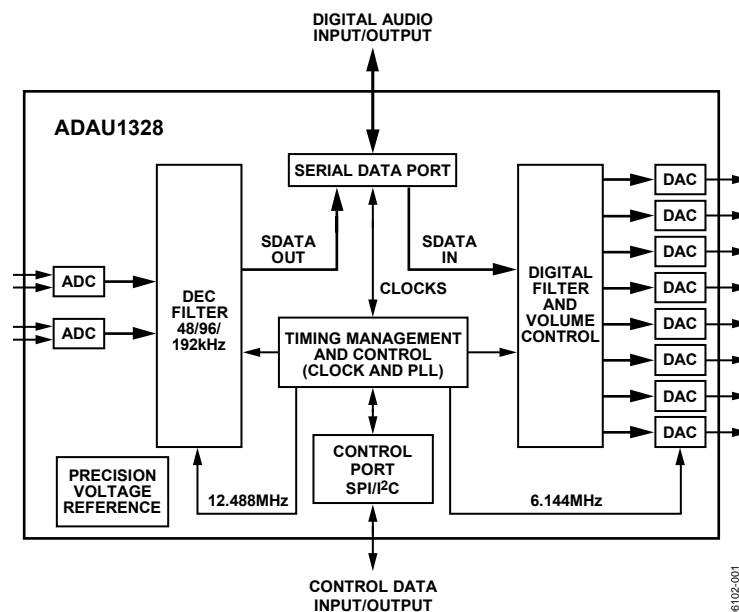 DIGITAL AUDIO
INPUT/OUTPUT
ADAU1328
SERIAL DATA PORT
SDATA
OUT
SDATA
IN
CLOCKS
ADC
ADC
DEC
FILTER
48/96/
192kHz
TIMING MANAGEMENT
AND CONTROL
(CLOCK AND PLL)
DIGITAL
FILTER
AND
VOLUME
CONTROL
DAC
DAC
DAC
DAC
DAC
DAC
DAC
DAC
PRECISION
VOLTAGE
REFERENCE
12.488MHz
CONTROL
PORT
SPI/I²C
6.144MHz
CONTROL DATA
INPUT/OUTPUT
6102-001